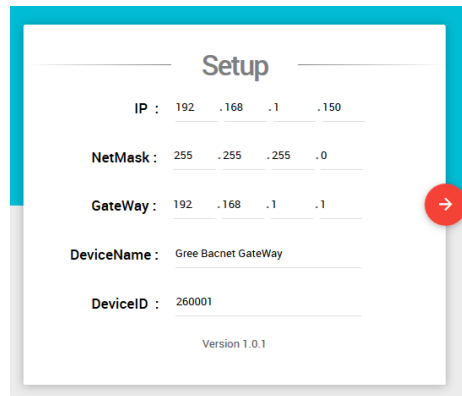 Setup
IP : 192 . 168 . 1 . 150
NetMask : 255 . 255 . 255 . 0
GateWay : 192 . 168 . 1 . 1
DeviceName : Gree Bacnet GateWay
DeviceID : 260001
Version 1.0.1